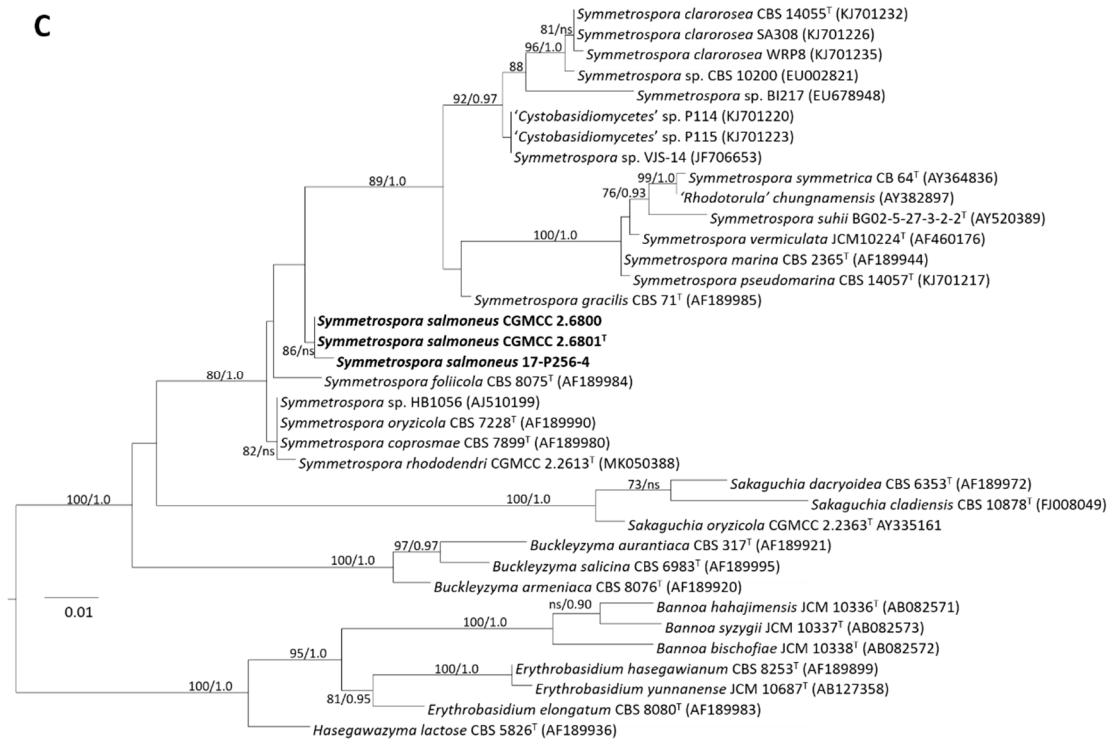 C
Symmetrospora clarorosea CBS 14055ᵀ (KJ701232)
81/ns
Symmetrospora clarorosea SA308 (KJ701226)
96/1.0
Symmetrospora clarorosea WRP8 (KJ701235)
88
Symmetrospora sp. CBS 10200 (EU002821)
Symmetrospora sp. BI217 (EU678948)
92/0.97
‘Cystobasidiomycetes’ sp. P114 (KJ701220)
‘Cystobasidiomycetes’ sp. P115 (KJ701223)
Symmetrospora sp. VJS-14 (JF706653)
99/1.0
Symmetrospora symmetrica CB 64ᵀ (AY364836)
89/1.0
76/0.93
‘Rhodotorula’ chungnamensis (AY382897)
Symmetrospora suhii BG02-5-27-3-2-2ᵀ (AY520389)
100/1.0
Symmetrospora vermiculata JCM10224ᵀ (AF460176)
Symmetrospora marina CBS 2365ᵀ (AF189944)
Symmetrospora pseudomarina CBS 14057ᵀ (KJ701217)
Symmetrospora gracilis CBS 71ᵀ (AF189985)
Symmetrospora salmoneus CGMCC 2.6800
Symmetrospora salmoneus CGMCC 2.6801ᵀ
86/ns
Symmetrospora salmoneus 17-P256-4
80/1.0
Symmetrospora foliicola CBS 8075ᵀ (AF189984)
Symmetrospora sp. HB1056 (AJ510199)
Symmetrospora oryzicola CBS 7228ᵀ (AF189990)
Symmetrospora coprosmae CBS 7899ᵀ (AF189980)
82/ns
Symmetrospora rhododendri CGMCC 2.2613ᵀ (MK050388)
73/ns
Sakaguchia dacryoidea CBS 6353ᵀ (AF189972)
100/1.0
100/1.0
Sakaguchia cladiensis CBS 10878ᵀ (FJ008049)
Sakaguchia oryzicola CGMCC 2.2363ᵀ AY335161
97/0.97
Buckleyzyma aurantiaca CBS 317ᵀ (AF189921)
100/1.0
Buckleyzyma salicina CBS 6983ᵀ (AF189995)
Buckleyzyma armeniaca CBS 8076ᵀ (AF189920)
0.01
ns/0.90
Bannoa hahajimensis JCM 10336ᵀ (AB082571)
100/1.0
Bannoa syzygii JCM 10337ᵀ (AB082573)
95/1.0
Bannoa bischofiae JCM 10338ᵀ (AB082572)
100/1.0
Erythrobasidium hasegawianum CBS 8253ᵀ (AF189899)
100/1.0
81/0.95
Erythrobasidium yunnanense JCM 10687ᵀ (AB127358)
Erythrobasidium elongatum CBS 8080ᵀ (AF189983)
Hasegawazyma lactose CBS 5826ᵀ (AF189936)